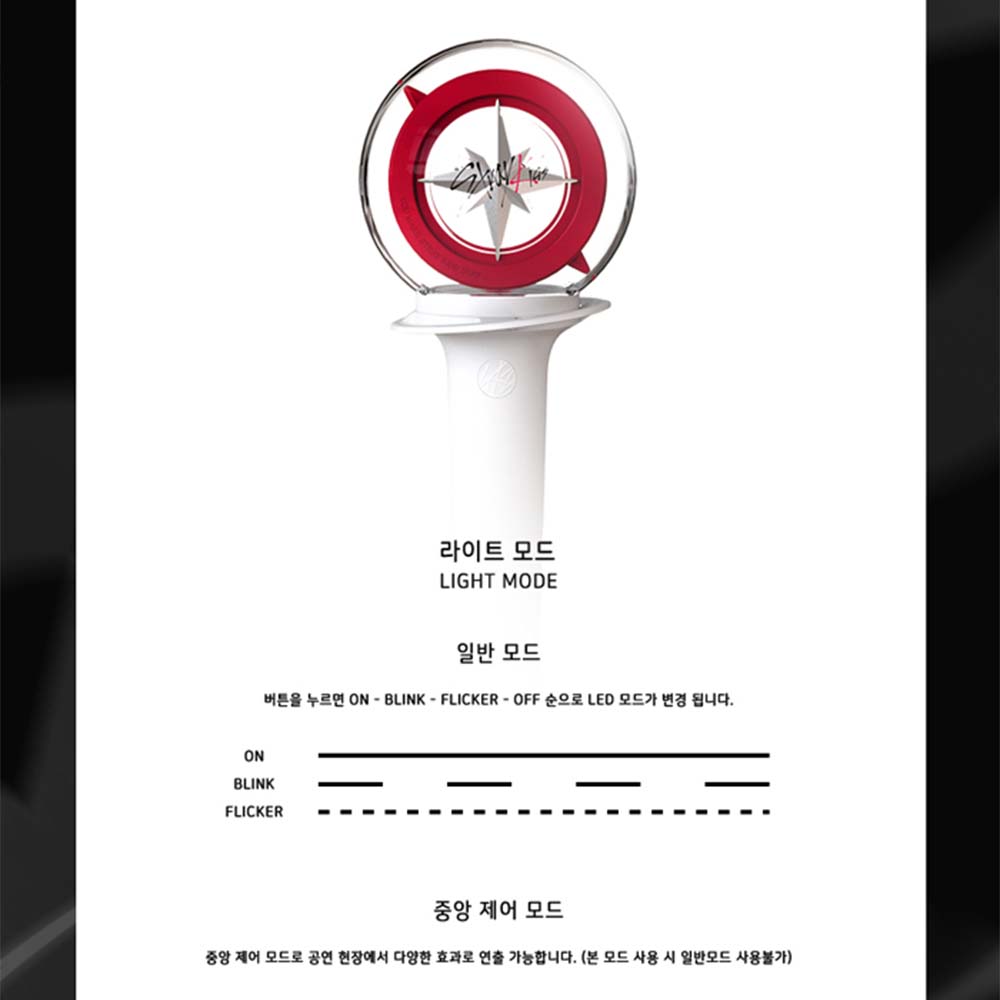 Stray Kids
라이트 모드
LIGHT MODE
일반 모드
버튼을 누르면 ON - BLINK - FLICKER - OFF 순으로 LED 모드가 변경 됩니다.
ON
BLINK
FLICKER
중앙 제어 모드
중앙 제어 모드로 공연 현장에서 다양한 효과로 연출 가능합니다. (본 모드 사용 시 일반모드 사용불가)